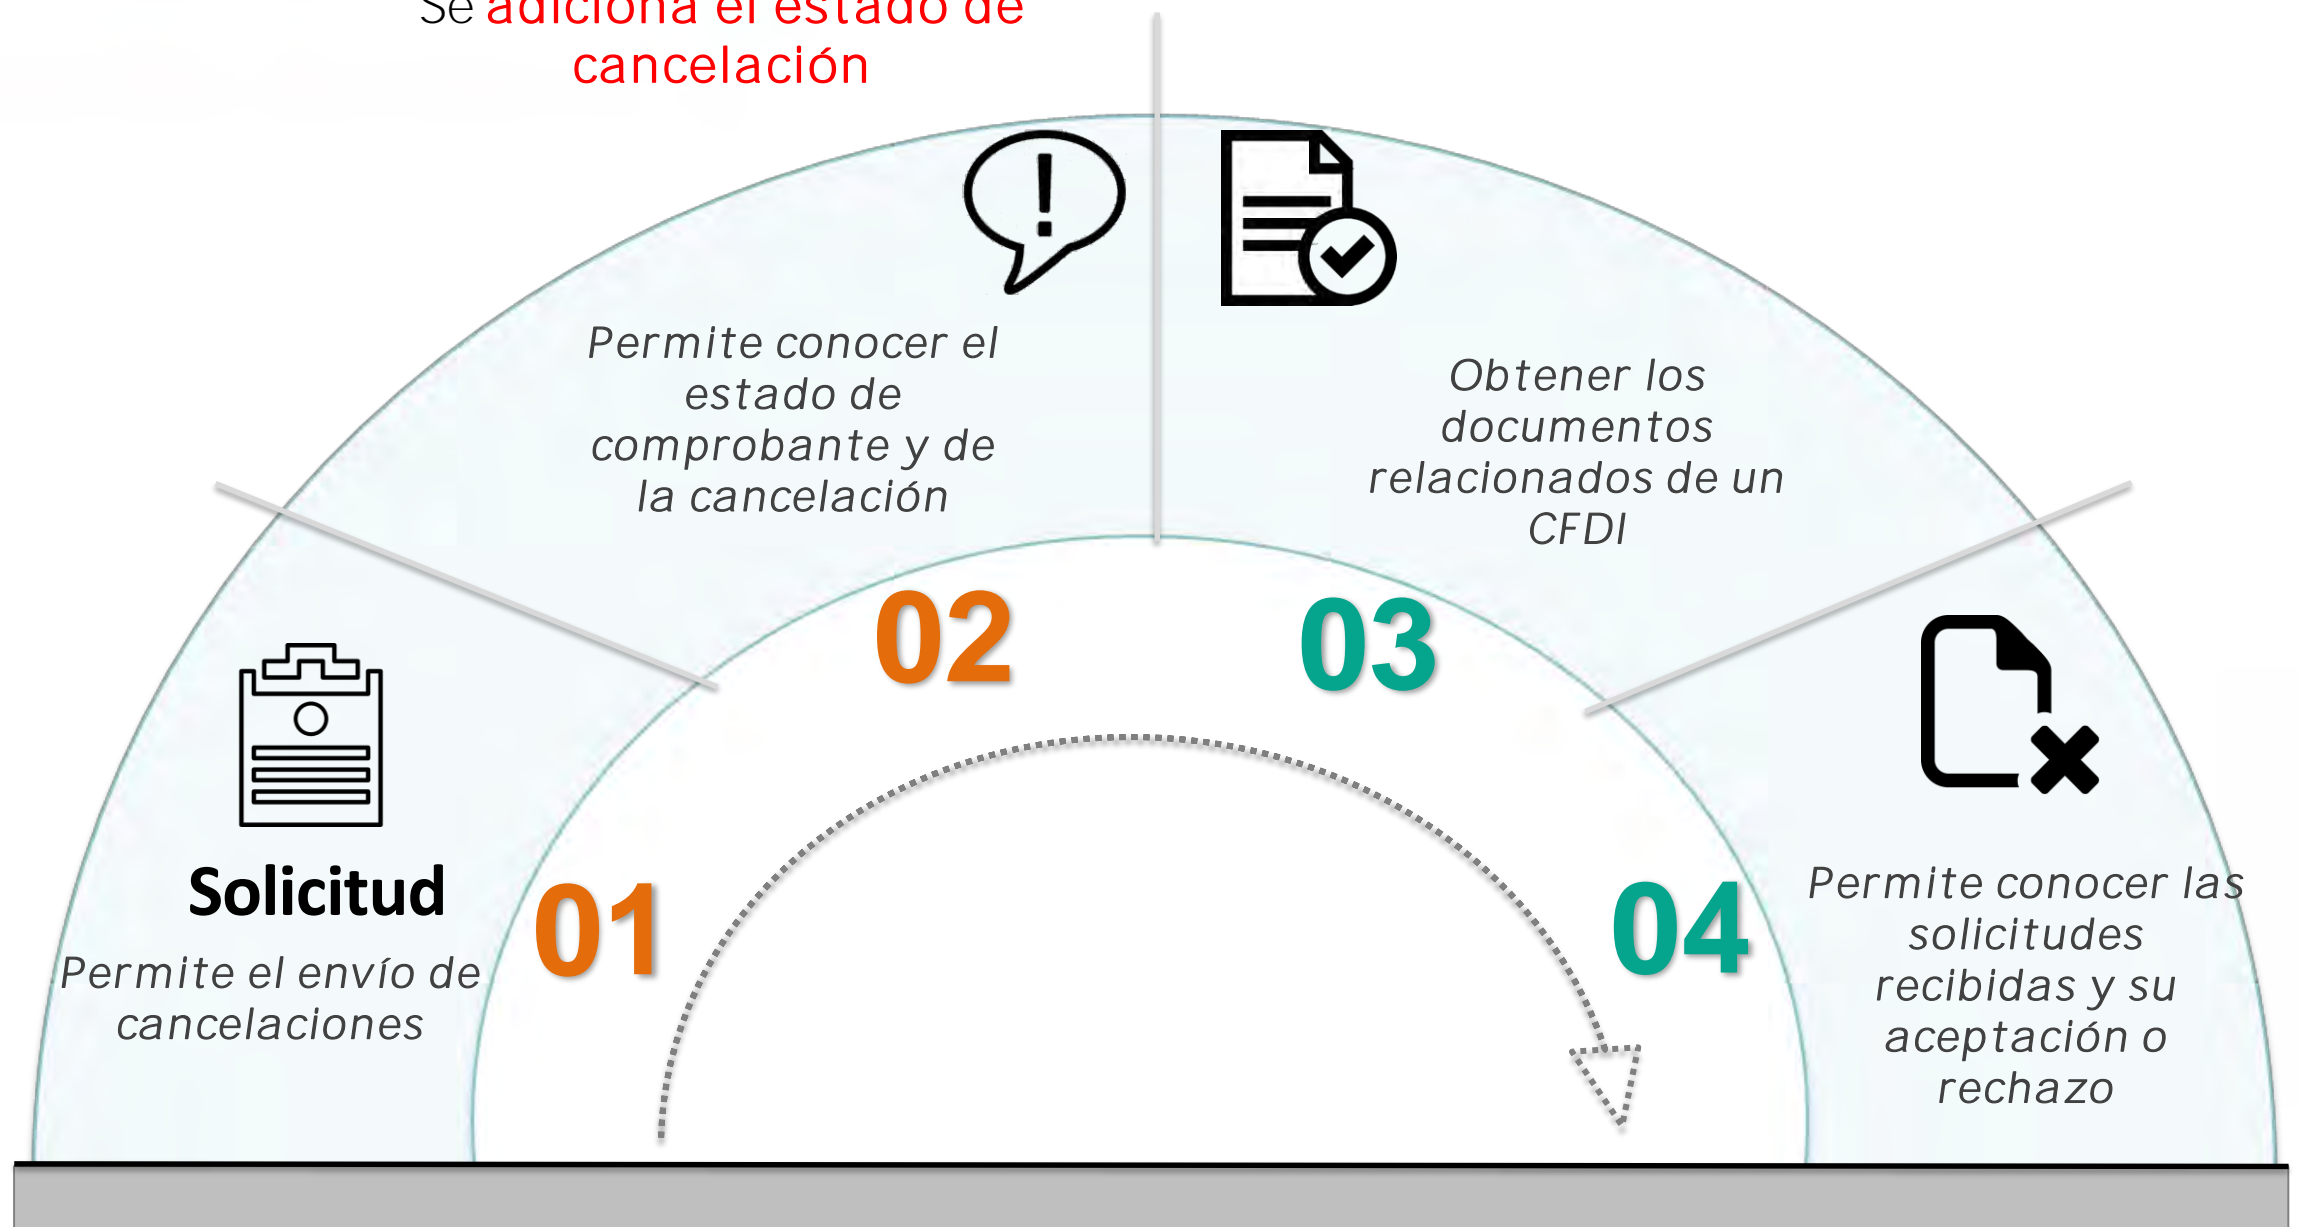 Se adiciona el estado de
cancelación
Permite conocer el
estado de
comprobante y de
la cancelación
Obtener los
documentos
relacionados de un
CFDI
02
03
Solicitud
Permite el envío de
cancelaciones
01
04
Permite conocer las
solicitudes
recibidas y su
aceptación o
rechazo